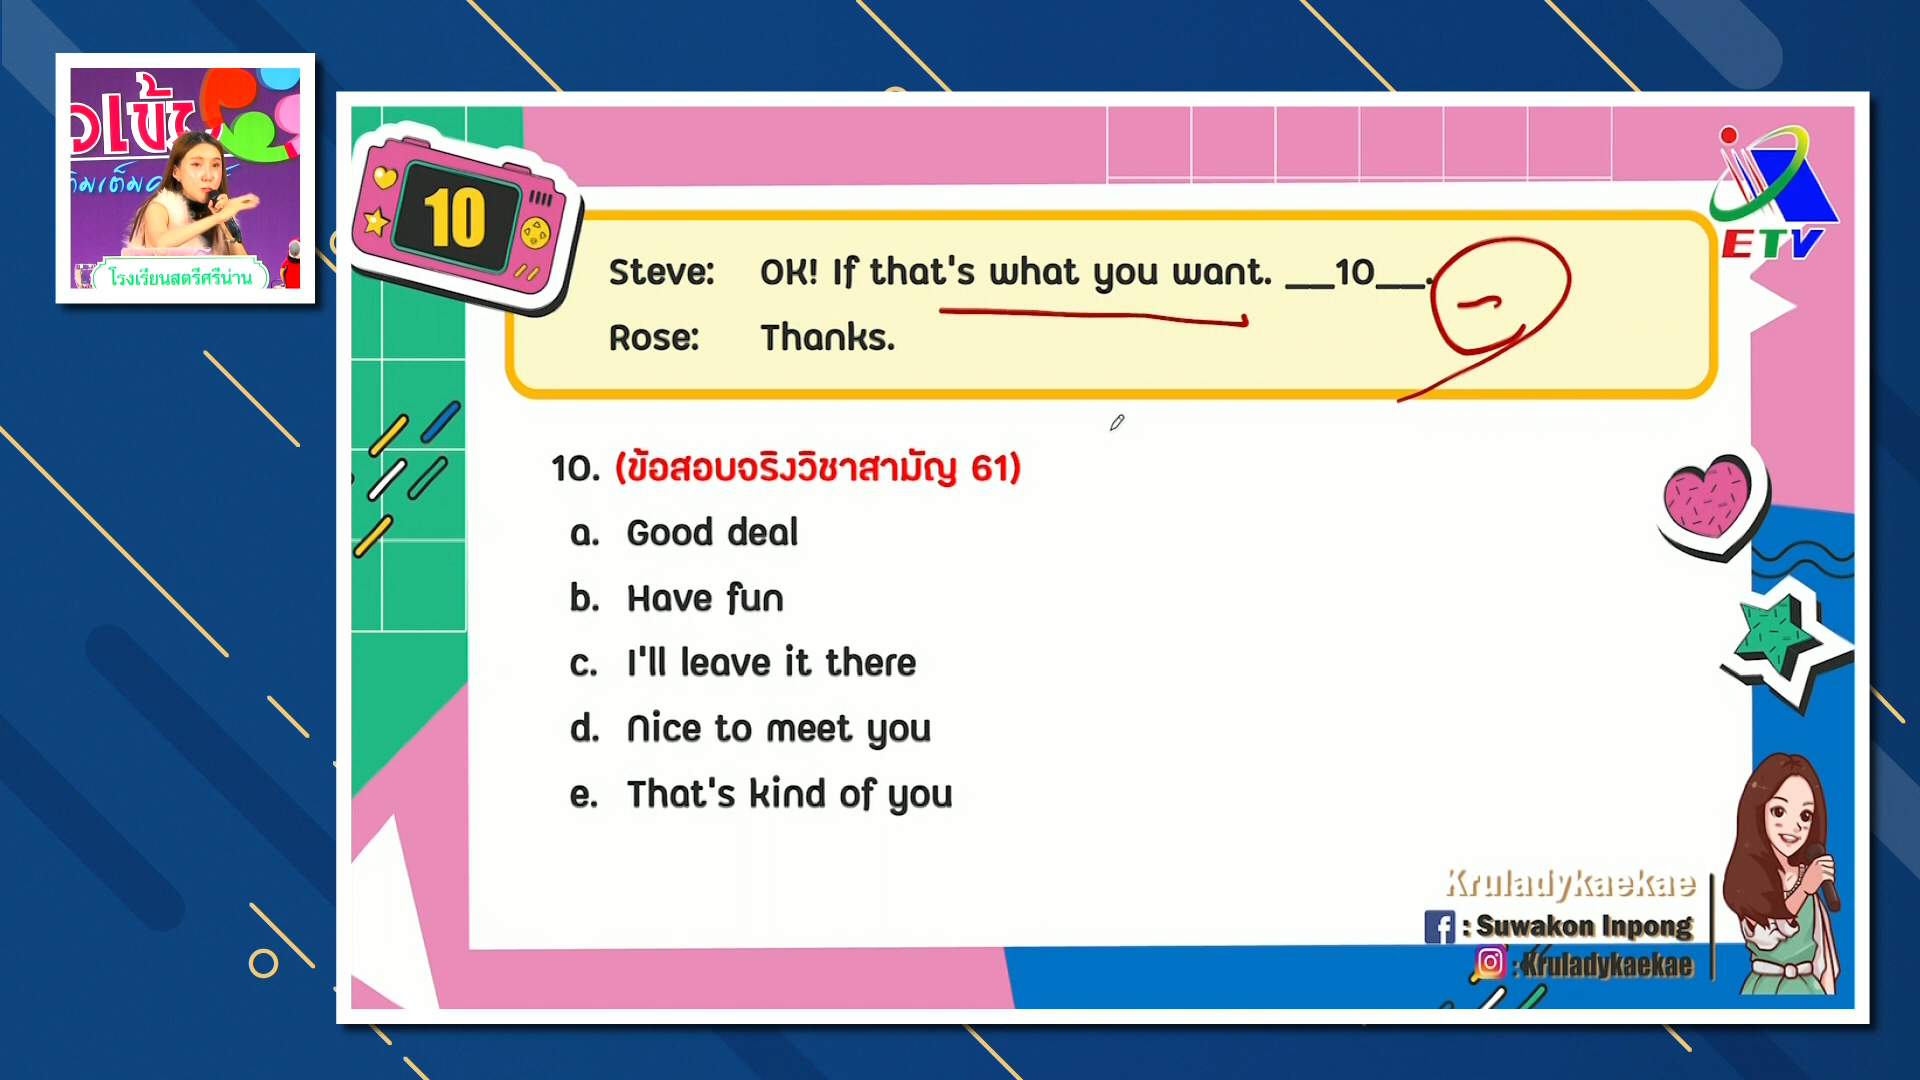 โรงเรียนสตรีศรีน่าน
10
ETV
Steve: OK! If that's what you want. __10__.
Rose: Thanks.
10. (ข้อสอบจริงวิชาสามัญ 61)
a. Good deal
b. Have fun
c. I'll leave it there
d. Nice to meet you
e. That's kind of you
Kruladykaekae
f : Suwakon Inpong
: Kruladykaekae